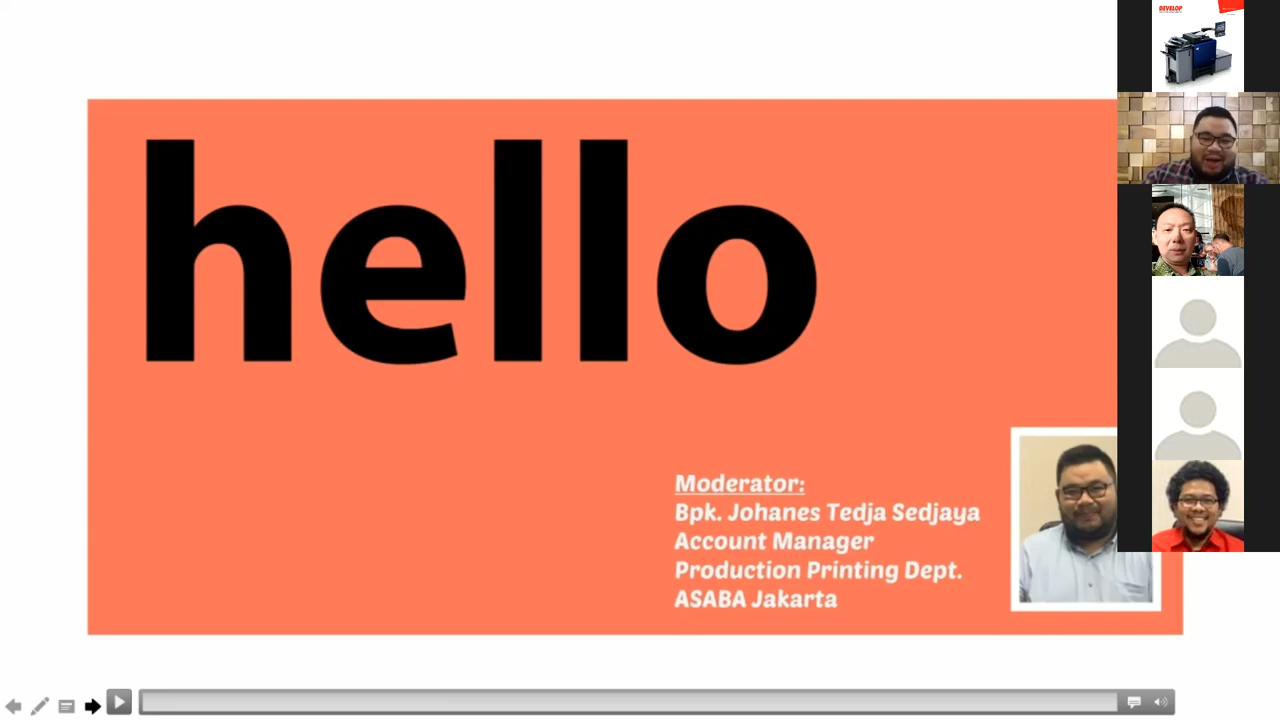 hello
Moderator:
Bpk. Johanes Tedja Sedjaya
Account Manager
Production Printing Dept.
ASABA Jakarta
DEVELOP